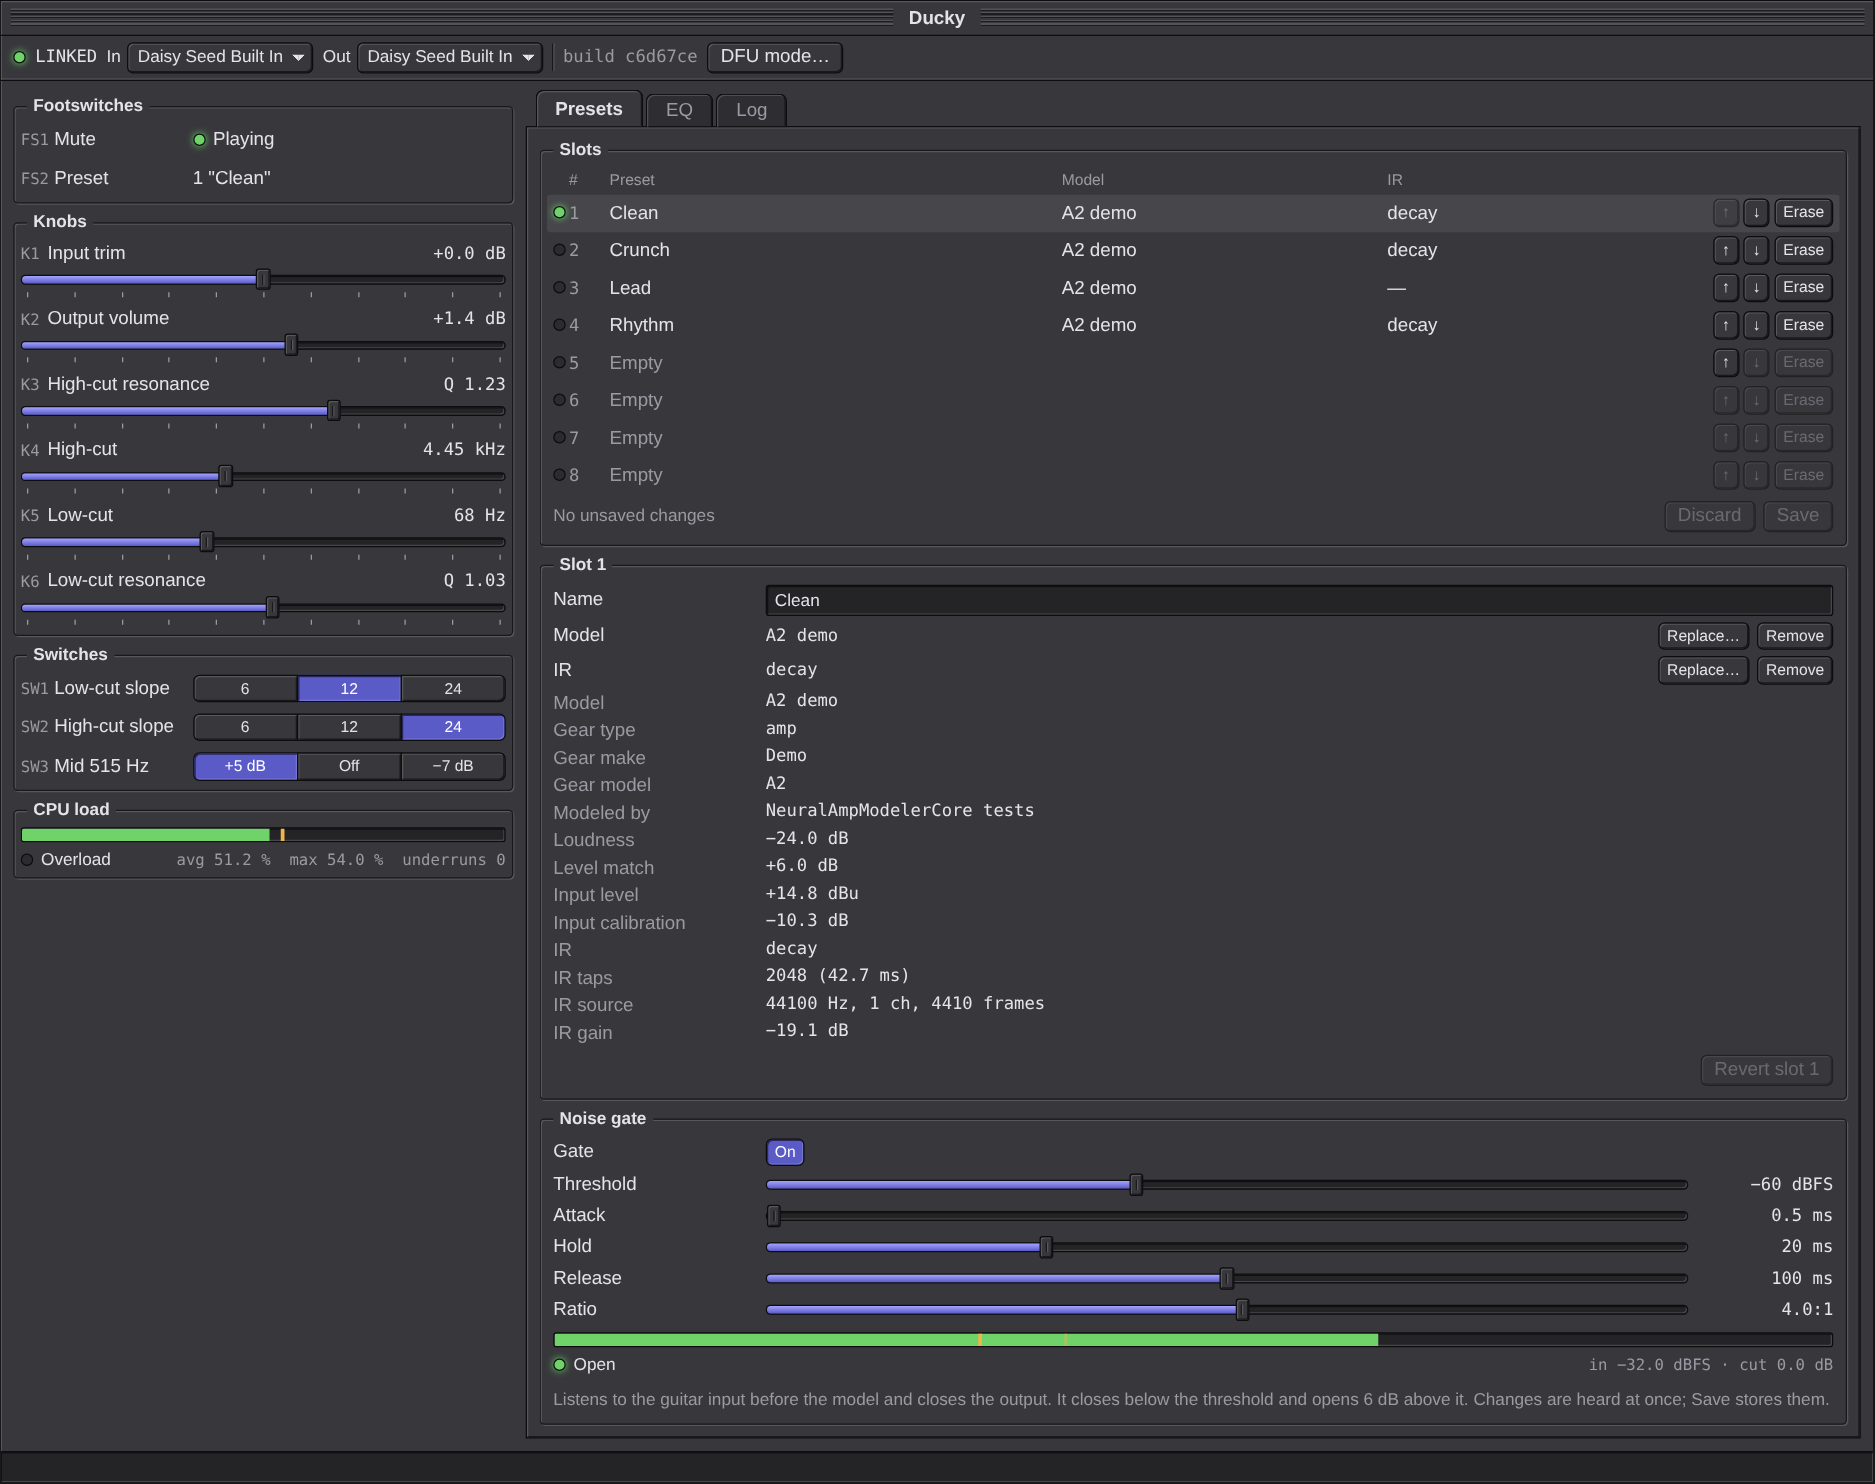 Ducky
LINKED In Daisy Seed Built In Out Daisy Seed Built In build c6d67ce DFU mode…
Footswitches
FS1 Mute Playing
FS2 Preset 1 "Clean"
Knobs
K1 Input trim +0.0 dB
K2 Output volume +1.4 dB
K3 High-cut resonance Q 1.23
K4 High-cut 4.45 kHz
K5 Low-cut 68 Hz
K6 Low-cut resonance Q 1.03
Switches
SW1 Low-cut slope 6 12 24
SW2 High-cut slope 6 12 24
SW3 Mid 515 Hz +5 dB Off −7 dB
CPU load
Overload avg 51.2 % max 54.0 % underruns 0
Presets EQ Log
Slots
# Preset Model IR
1 Clean A2 demo decay ↑ ↓ Erase
2 Crunch A2 demo decay ↑ ↓ Erase
3 Lead A2 demo — ↑ ↓ Erase
4 Rhythm A2 demo decay ↑ ↓ Erase
5 Empty ↑ ↓ Erase
6 Empty ↑ ↓ Erase
7 Empty ↑ ↓ Erase
8 Empty ↑ ↓ Erase
No unsaved changes Discard Save
Slot 1
Name Clean
Model A2 demo Replace… Remove
IR decay Replace… Remove
Model A2 demo
Gear type amp
Gear make Demo
Gear model A2
Modeled by NeuralAmpModelerCore tests
Loudness −24.0 dB
Level match +6.0 dB
Input level +14.8 dBu
Input calibration −10.3 dB
IR decay
IR taps 2048 (42.7 ms)
IR source 44100 Hz, 1 ch, 4410 frames
IR gain −19.1 dB
Revert slot 1
Noise gate
Gate On
Threshold −60 dBFS
Attack 0.5 ms
Hold 20 ms
Release 100 ms
Ratio 4.0:1
Open in −32.0 dBFS · cut 0.0 dB
Listens to the guitar input before the model and closes the output. It closes below the threshold and opens 6 dB above it. Changes are heard at once; Save stores them.